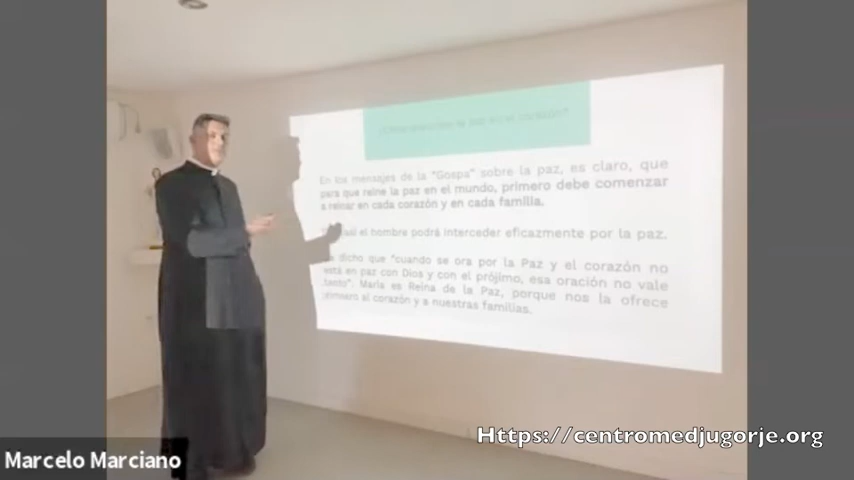 En los mensajes de la "Gospa" sobre la paz, es claro, que
para que reine la paz en el mundo, primero debe comenzar
a reinar en cada corazón y en cada familia.
el hombre podrá interceder eficazmente por la paz.
dicho que "cuando se ora por la Paz y el corazón no
está en paz con Dios y con el prójimo, esa oración no vale
tanto": María es Reina de la Paz, porque nos la ofrece
primero al corazón y a nuestras familias.
Https://centromedjugorje.org
Marcelo Marciano